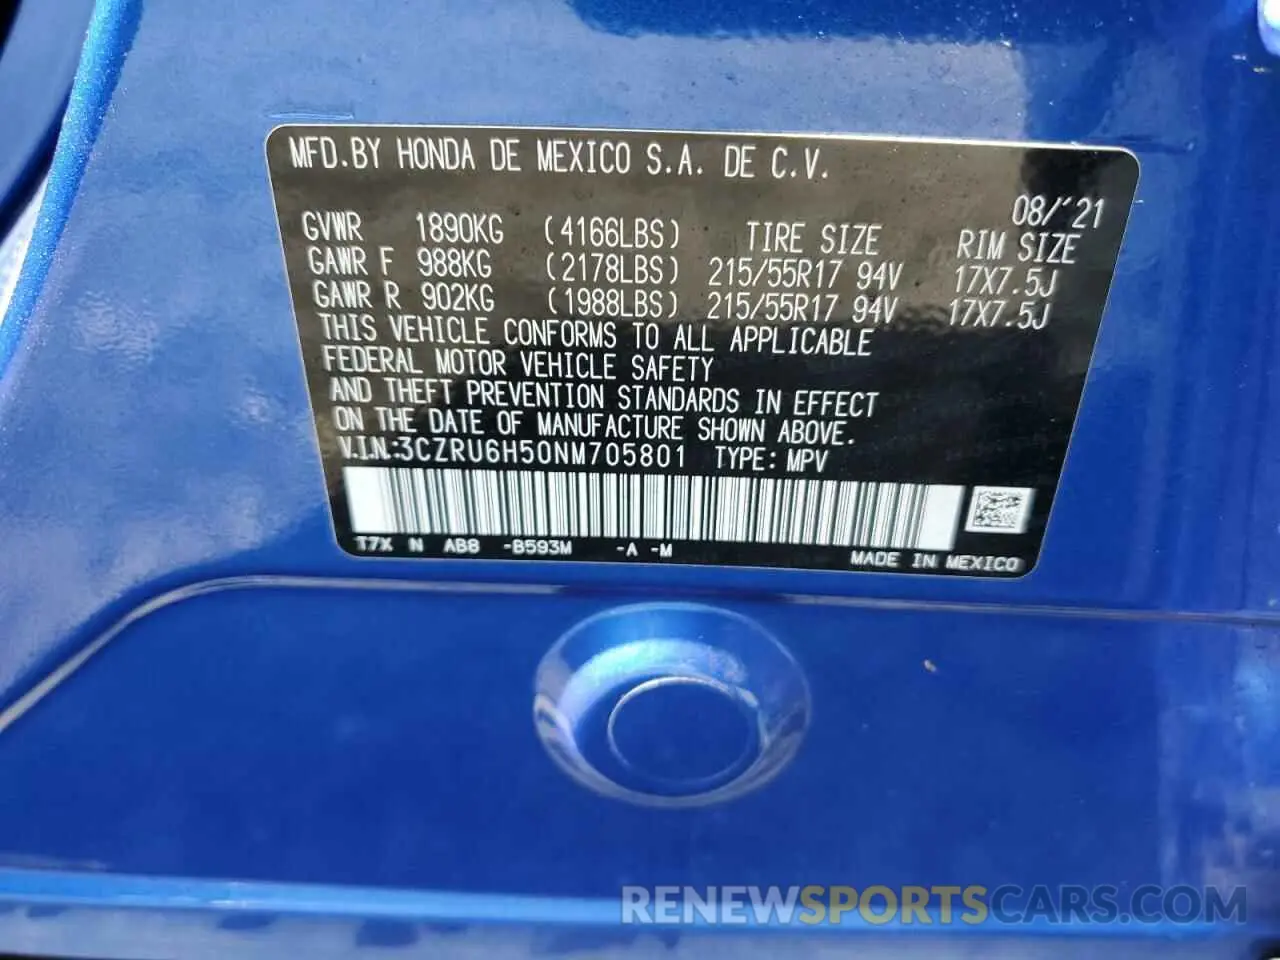 MFD.BY HONDA DE MEXICO S.A. DE C.V.
08/'21
GVWR 1890KG (4166LBS) TIRE SIZE RIM SIZE
GAWR F 988KG (2178LBS) 215/55R17 94V 17X7.5J
GAWR R 902KG (1988LBS) 215/55R17 94V 17X7.5J
THIS VEHICLE CONFORMS TO ALL APPLICABLE
FEDERAL MOTOR VEHICLE SAFETY
AND THEFT PREVENTION STANDARDS IN EFFECT
ON THE DATE OF MANUFACTURE SHOWN ABOVE.
V.I.N.:3CZRU6H50NM705801 TYPE: MPV
T7X N AB8 -B593M -A -M MADE IN MEXICO
RENEWSPORTSCARS.COM